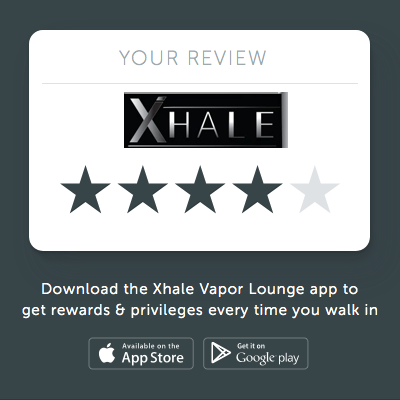 YOUR REVIEW
XHALE
Download the Xhale Vapor Lounge app to
get rewards & privileges every time you walk in
Available on the
App Store
Get it on
Google play